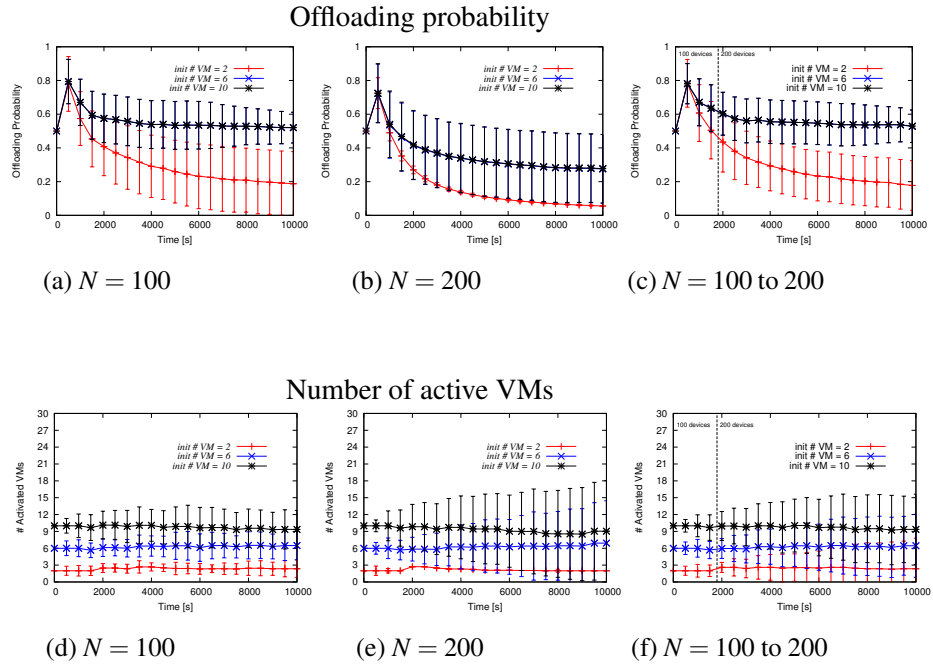 Offloading probability
1
0.8
0.6
0.4
0.2
0
Offloading Probability
init # VM = 2
init # VM = 6
init # VM = 10
0 2000 4000 6000 8000 10000
Time [s]
(a) N = 100
1
0.8
0.6
0.4
0.2
0
Offloading Probability
init # VM = 2
init # VM = 6
init # VM = 10
0 2000 4000 6000 8000 10000
Time [s]
(b) N = 200
1
0.8
0.6
0.4
0.2
0
Offloading Probability
100 devices 200 devices
init # VM = 2
init # VM = 6
init # VM = 10
0 2000 4000 6000 8000 10000
Time [s]
(c) N = 100 to 200
Number of active VMs
30
27
24
21
18
15
12
9
6
3
0
# Activated VMs
init # VM = 2
init # VM = 6
init # VM = 10
0 2000 4000 6000 8000 10000
Time [s]
(d) N = 100
30
27
24
21
18
15
12
9
6
3
0
# Activated VMs
init # VM = 2
init # VM = 6
init # VM = 10
0 2000 4000 6000 8000 10000
Time [s]
(e) N = 200
30
27
24
21
18
15
12
9
6
3
0
# Activated VMs
100 devices 200 devices
init # VM = 2
init # VM = 6
init # VM = 10
0 2000 4000 6000 8000 10000
Time [s]
(f) N = 100 to 200